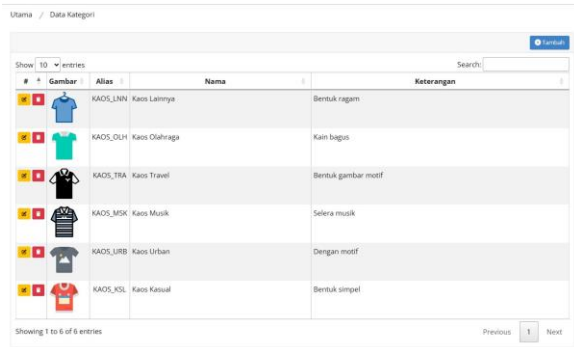 Utama / Data Kategori
Tambah
Show 10 entries
Search:
# Gambar Alias Nama Keterangan
KAOS_LNN Kaos Lainnya Bentuk ragam
KAOS_OLH Kaos Olahraga Kain bagus
KAOS_TRA Kaos Travel Bentuk gambar motif
KAOS_MSK Kaos Musik Selera musik
KAOS_URB Kaos Urban Dengan motif
KAOS_KSL Kaos Kasual Bentuk simpel
Showing 1 to 6 of 6 entries
Previous 1 Next